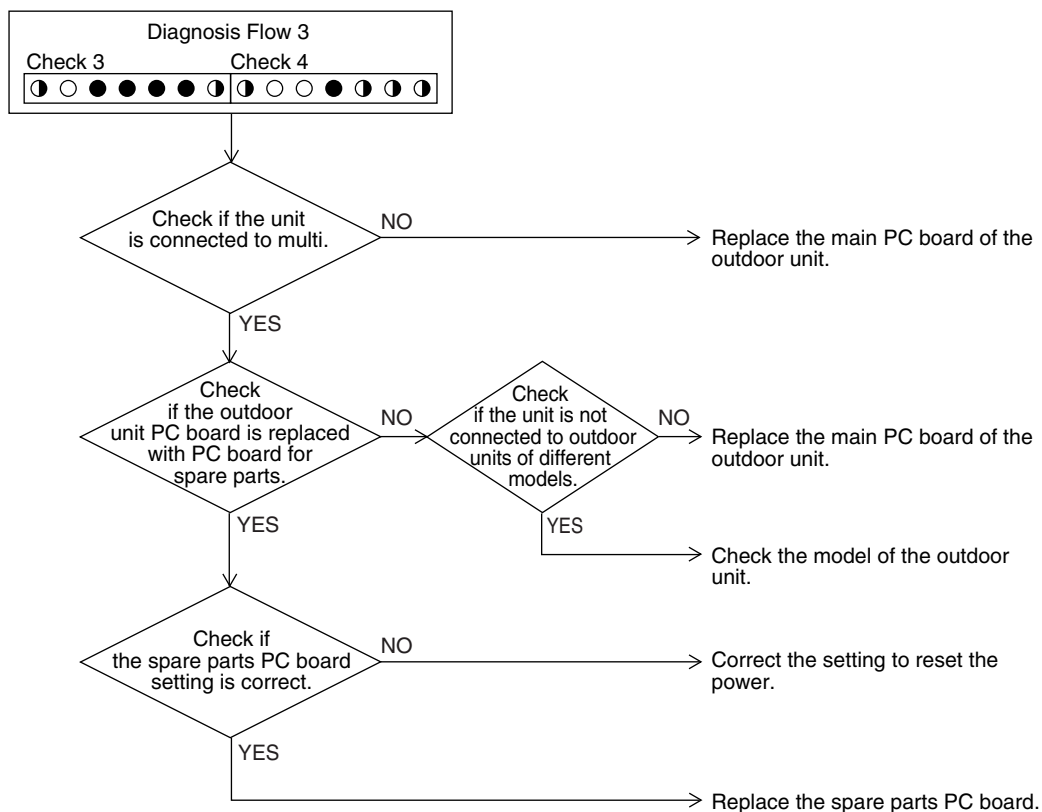 Diagnosis Flow 3
Check 3 Check 4
Check if the unit
is connected to multi.
NO
Replace the main PC board of the
outdoor unit.
YES
Check
if the outdoor
unit PC board is replaced
with PC board for
spare parts.
NO
Check
if the unit is not
connected to outdoor
units of different
models.
NO
Replace the main PC board of the
outdoor unit.
YES
YES
Check the model of the outdoor
unit.
Check if
the spare parts PC board
setting is correct.
NO
Correct the setting to reset the
power.
YES
Replace the spare parts PC board.